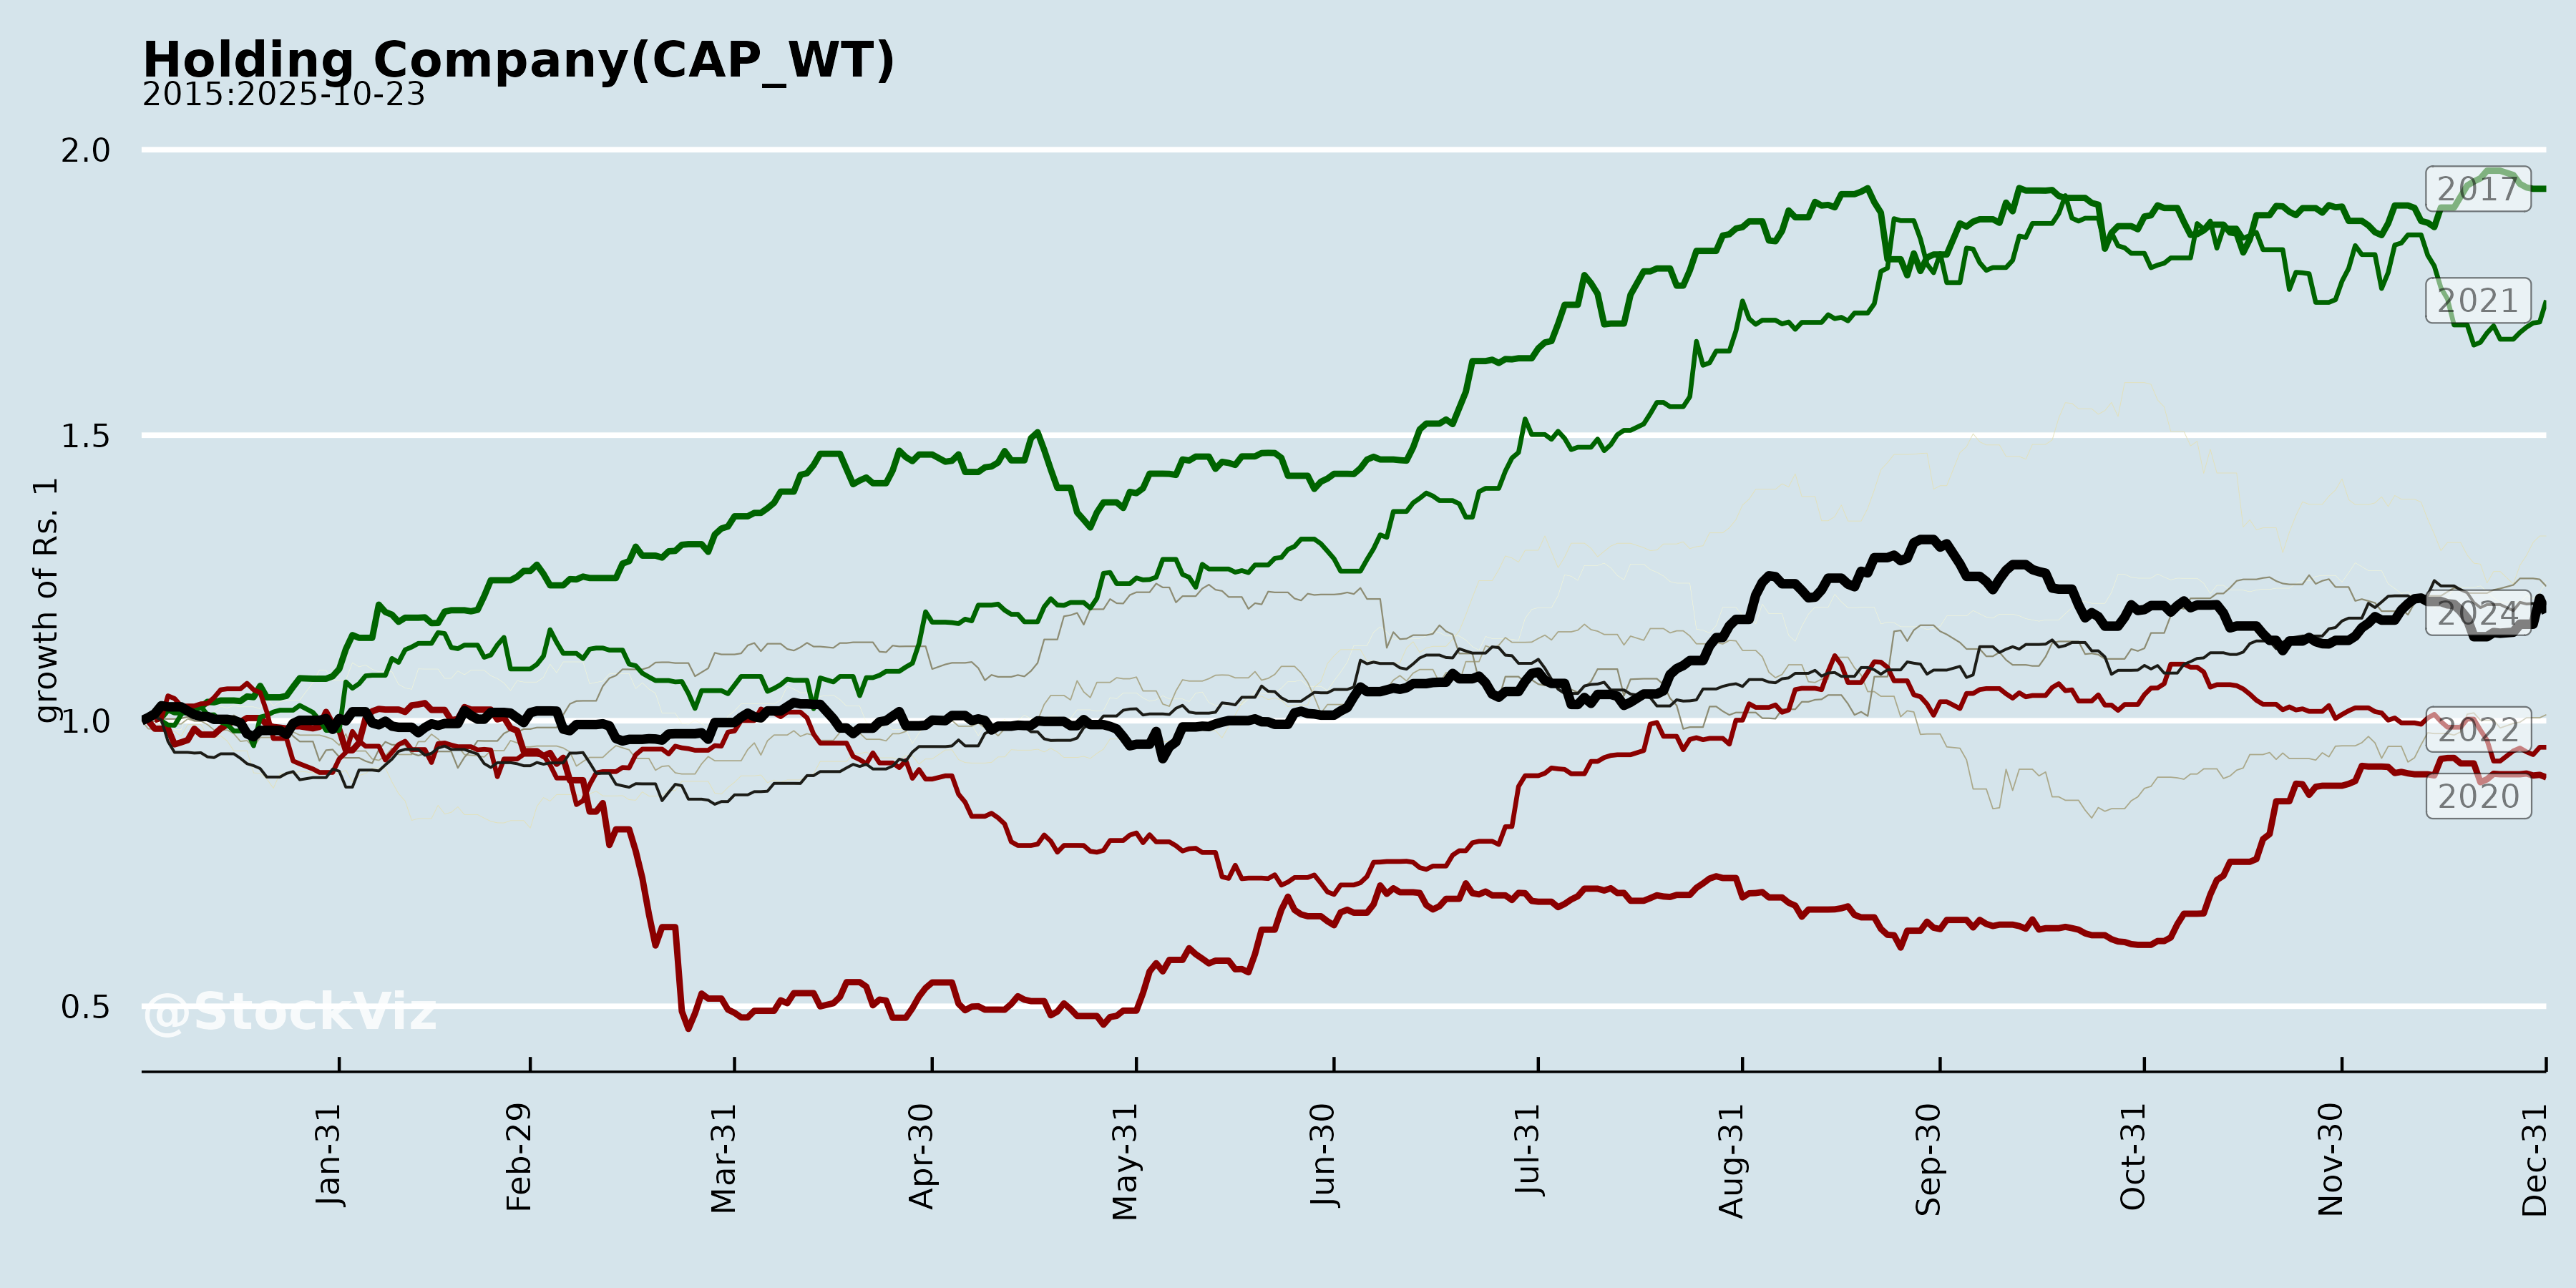 Holding Company(CAP_WT)
2015:2025-10-23
growth of Rs. 1
2.0
1.5
1.0
0.5
2017
2021
2024
2022
2020
@StockViz
Jan-31
Feb-29
Mar-31
Apr-30
May-31
Jun-30
Jul-31
Aug-31
Sep-30
Oct-31
Nov-30
Dec-31